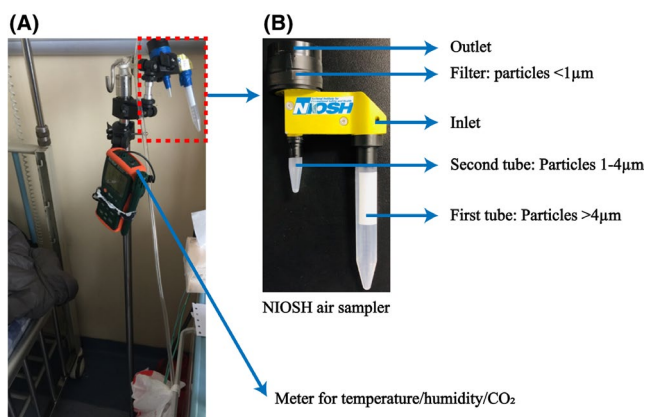 (A)
(B)
Outlet
Filter: particles <1µm
NIOSH
Inlet
Second tube: Particles 1-4µm
First tube: Particles >4µm
NIOSH air sampler
Meter for temperature/humidity/CO₂